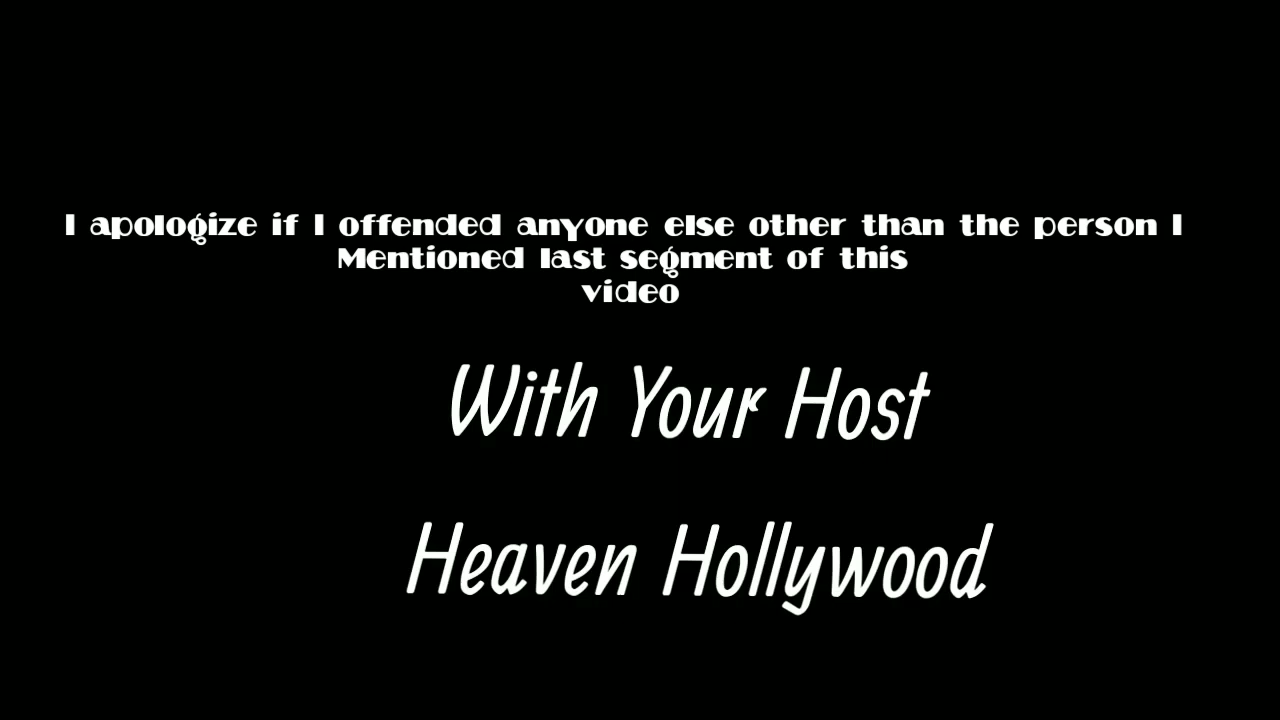 I apologize if I offended anyone else other than the person I
Mentioned last segment of this
video
With Your Host
Heaven Hollywood